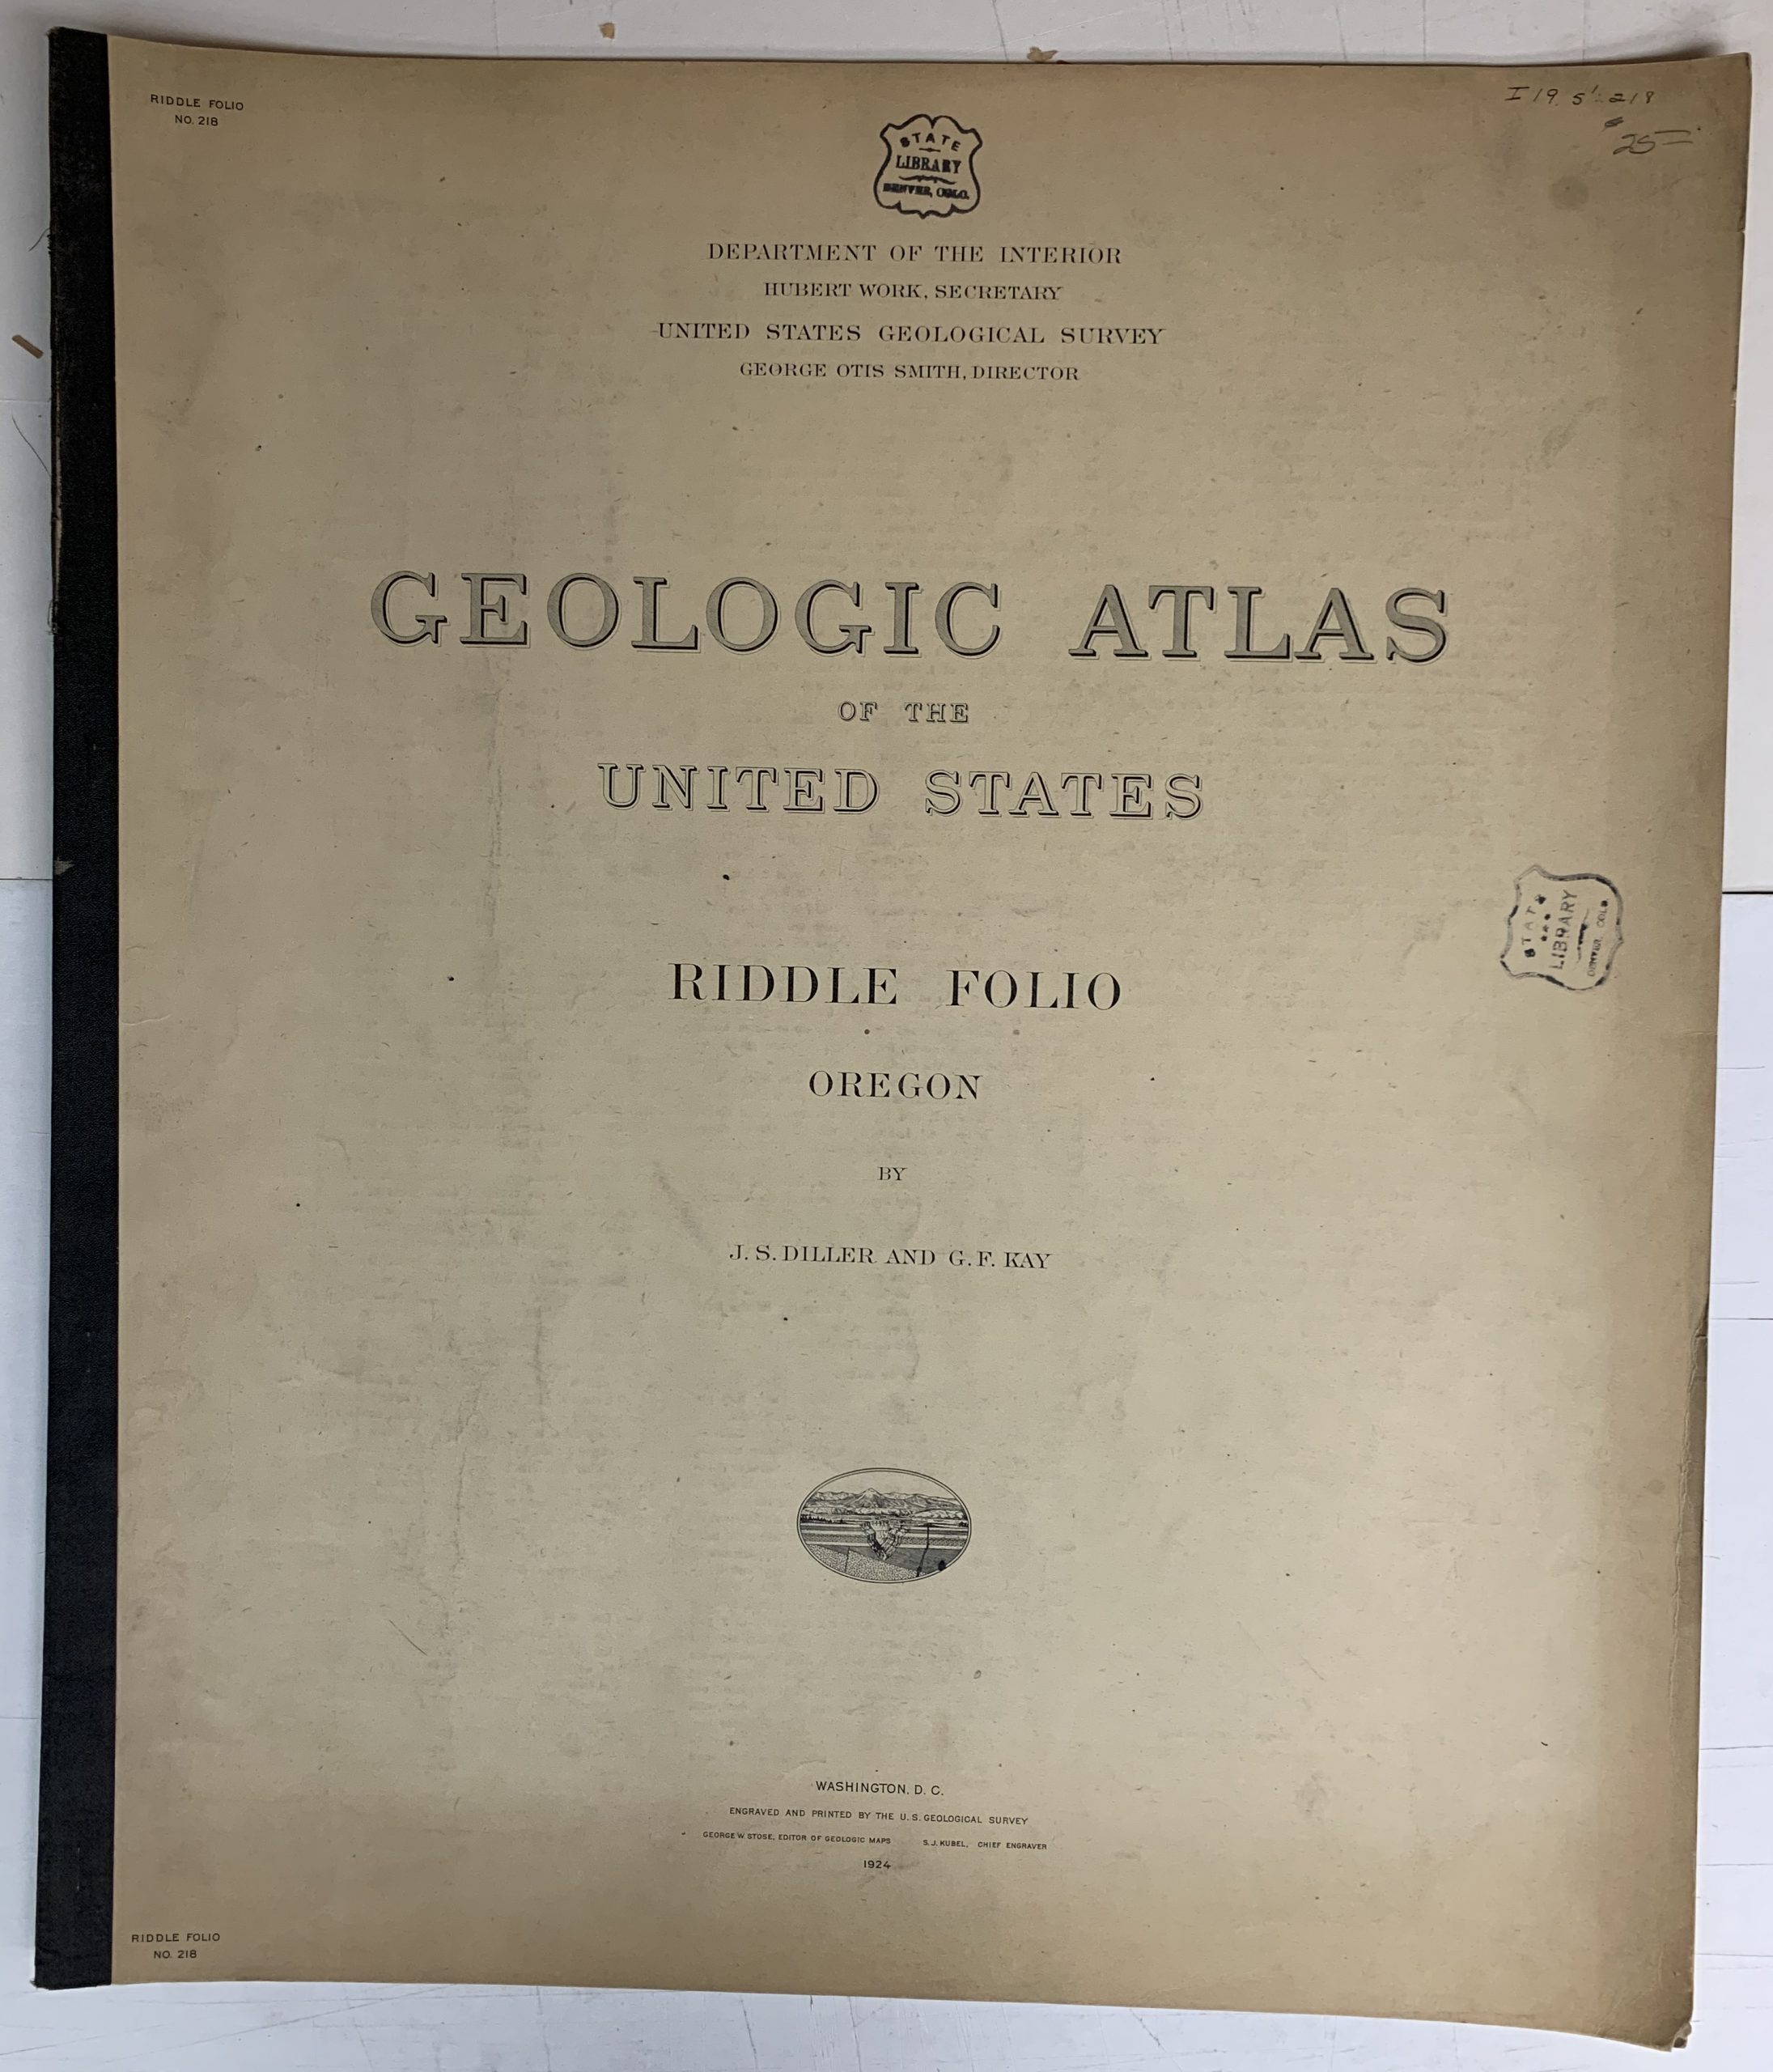 RIDDLE FOLIO
NO. 218
I 19. 5/1: 218
$25—
STATE
LIBRARY
DENVER, COLO.
DEPARTMENT OF THE INTERIOR
HUBERT WORK, SECRETARY
UNITED STATES GEOLOGICAL SURVEY
GEORGE OTIS SMITH, DIRECTOR
GEOLOGIC ATLAS
OF THE
UNITED STATES
STATE
LIBRARY
DENVER, COLO.
RIDDLE FOLIO
OREGON
BY
J. S. DILLER AND G. F. KAY
WASHINGTON, D. C.
ENGRAVED AND PRINTED BY THE U. S. GEOLOGICAL SURVEY
GEORGE W. STOSE, EDITOR OF GEOLOGIC MAPS S. J. KUBEL, CHIEF ENGRAVER
1924
RIDDLE FOLIO
NO. 218